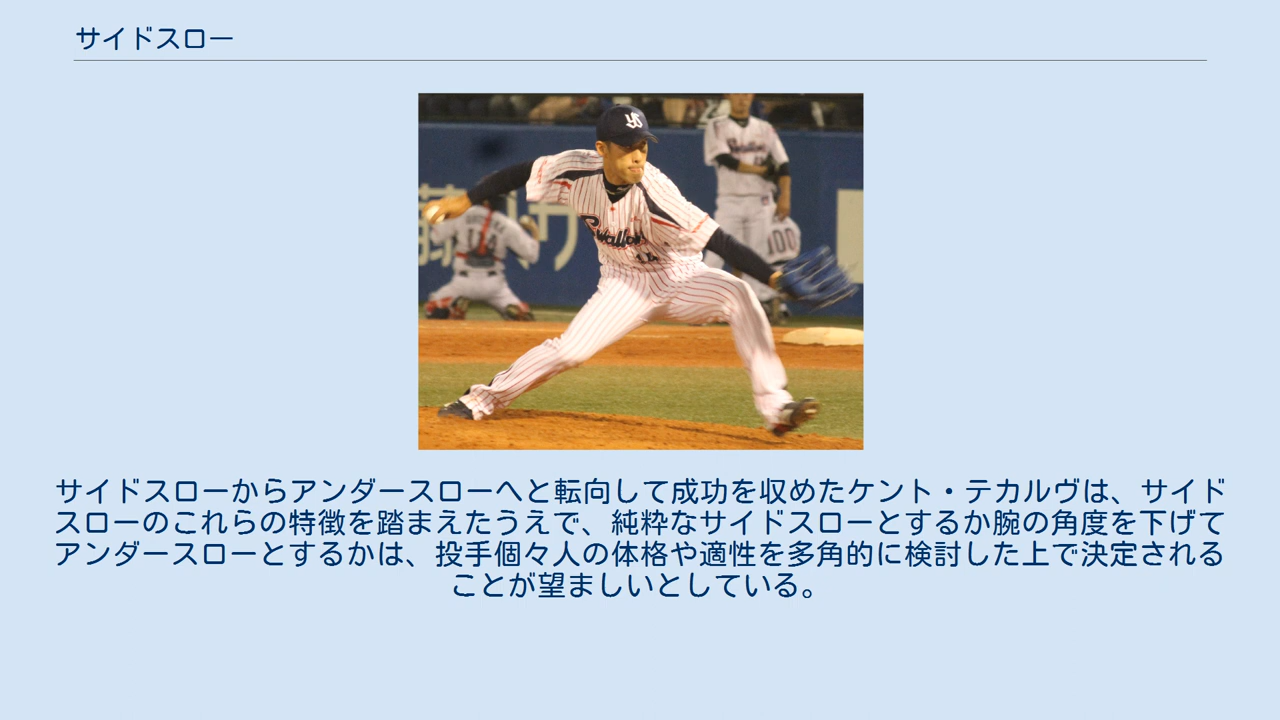 サイドスロー
YS
Swallows
100
サイドスローからアンダースローへと転向して成功を収めたケント・テカルヴは、サイド
スローのこれらの特徴を踏まえたうえで、純粋なサイドスローとするか腕の角度を下げて
アンダースローとするかは、投手個々人の体格や適性を多角的に検討した上で決定される
ことが望ましいとしている。